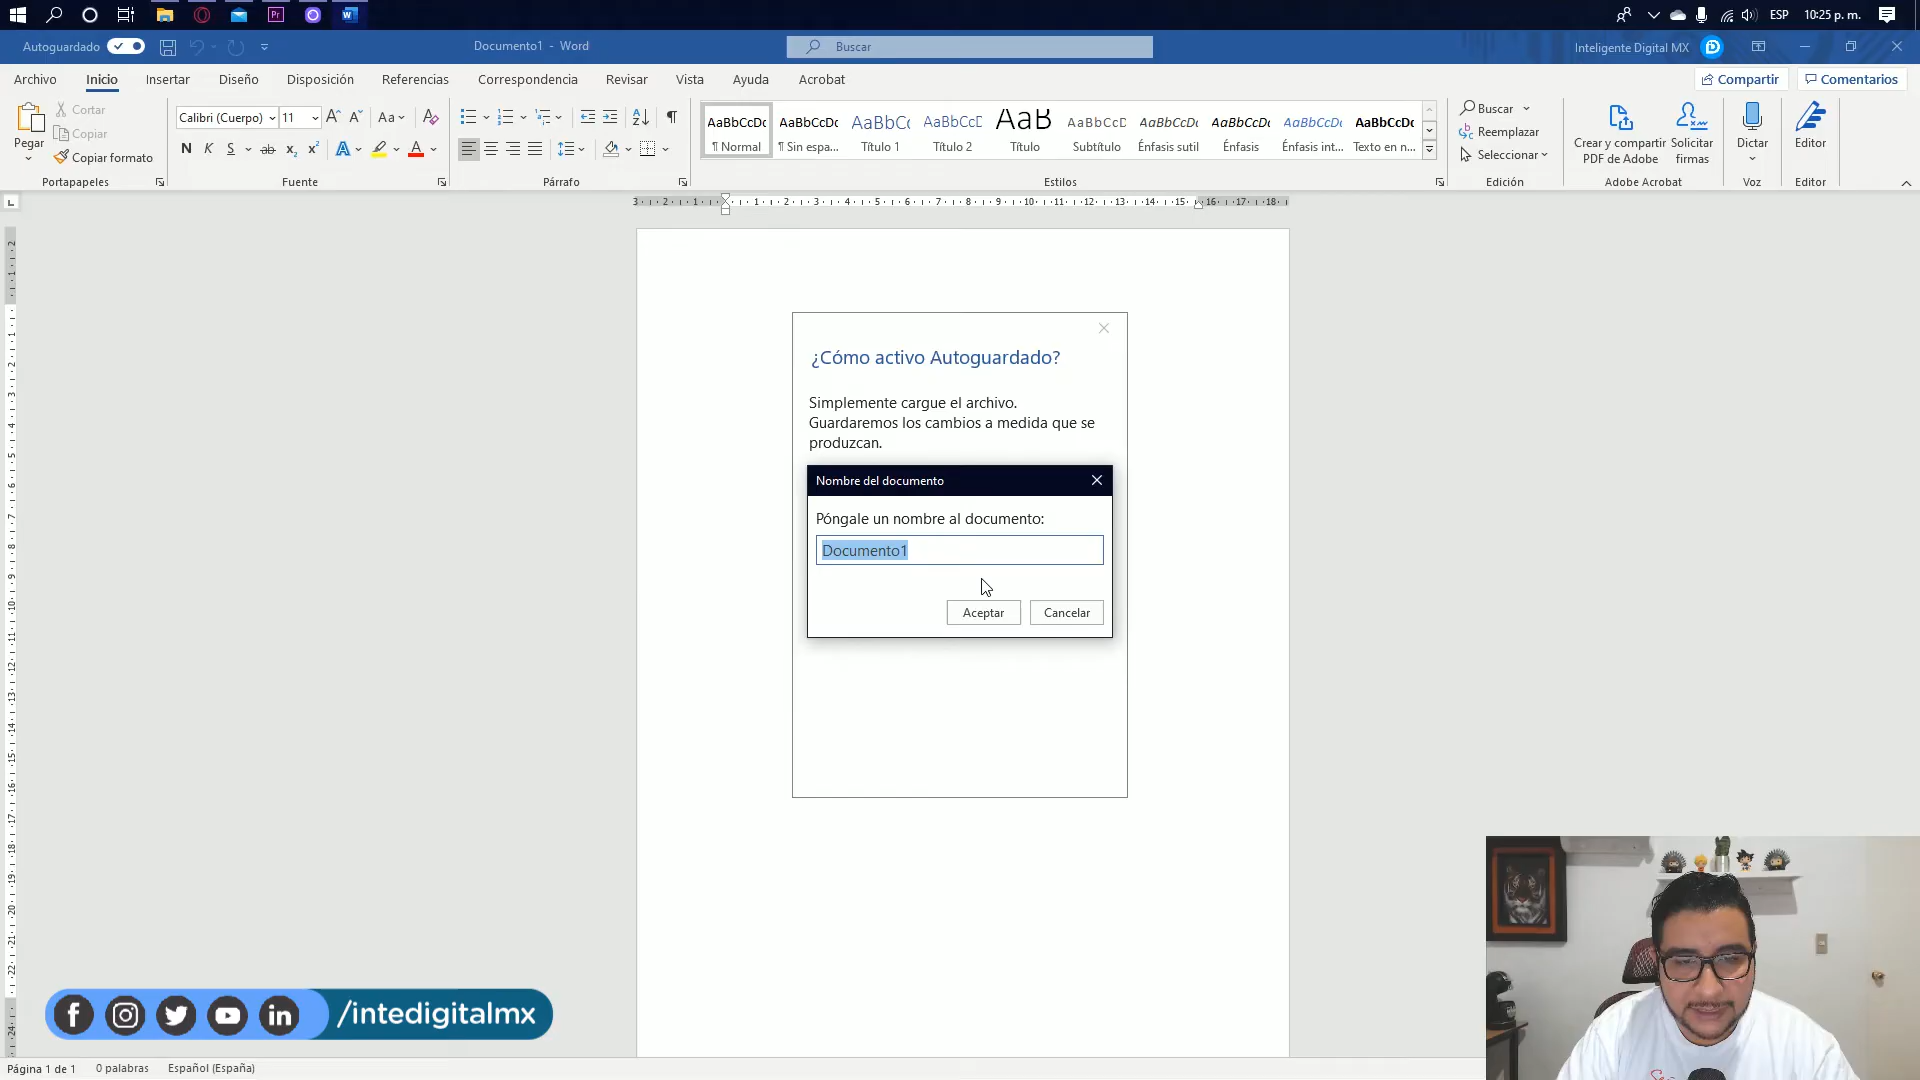 ESP 10:25 p. m.
Autoguardado
Documento1 - Word
Buscar
Inteligente Digital MX
Archivo Inicio Insertar Diseño Disposición Referencias Correspondencia Revisar Vista Ayuda Acrobat
Compartir Comentarios
Pegar
Cortar
Copiar
Copiar formato
Portapapeles
Calibri (Cuerpo) 11
Fuente
Párrafo
AaBbCcDc
¶ Normal
AaBbCcDc
¶ Sin espa...
AaBbC(
Título 1
AaBbCcD
Título 2
AaB
Título
AaBbCcD
Subtítulo
AaBbCcDc
Énfasis sutil
AaBbCcDc
Énfasis
AaBbCcDc
Énfasis int...
AaBbCcDc
Texto en n...
Estilos
Buscar
Reemplazar
Seleccionar
Edición
Crear y compartir
PDF de Adobe
Solicitar
firmas
Adobe Acrobat
Dictar
Voz
Editor
Editor
¿Cómo activo Autoguardado?
Simplemente cargue el archivo.
Guardaremos los cambios a medida que se
produzcan.
Nombre del documento
Póngale un nombre al documento:
Documento1
Aceptar Cancelar
/intedigitalmx
Página 1 de 1 0 palabras Español (España)